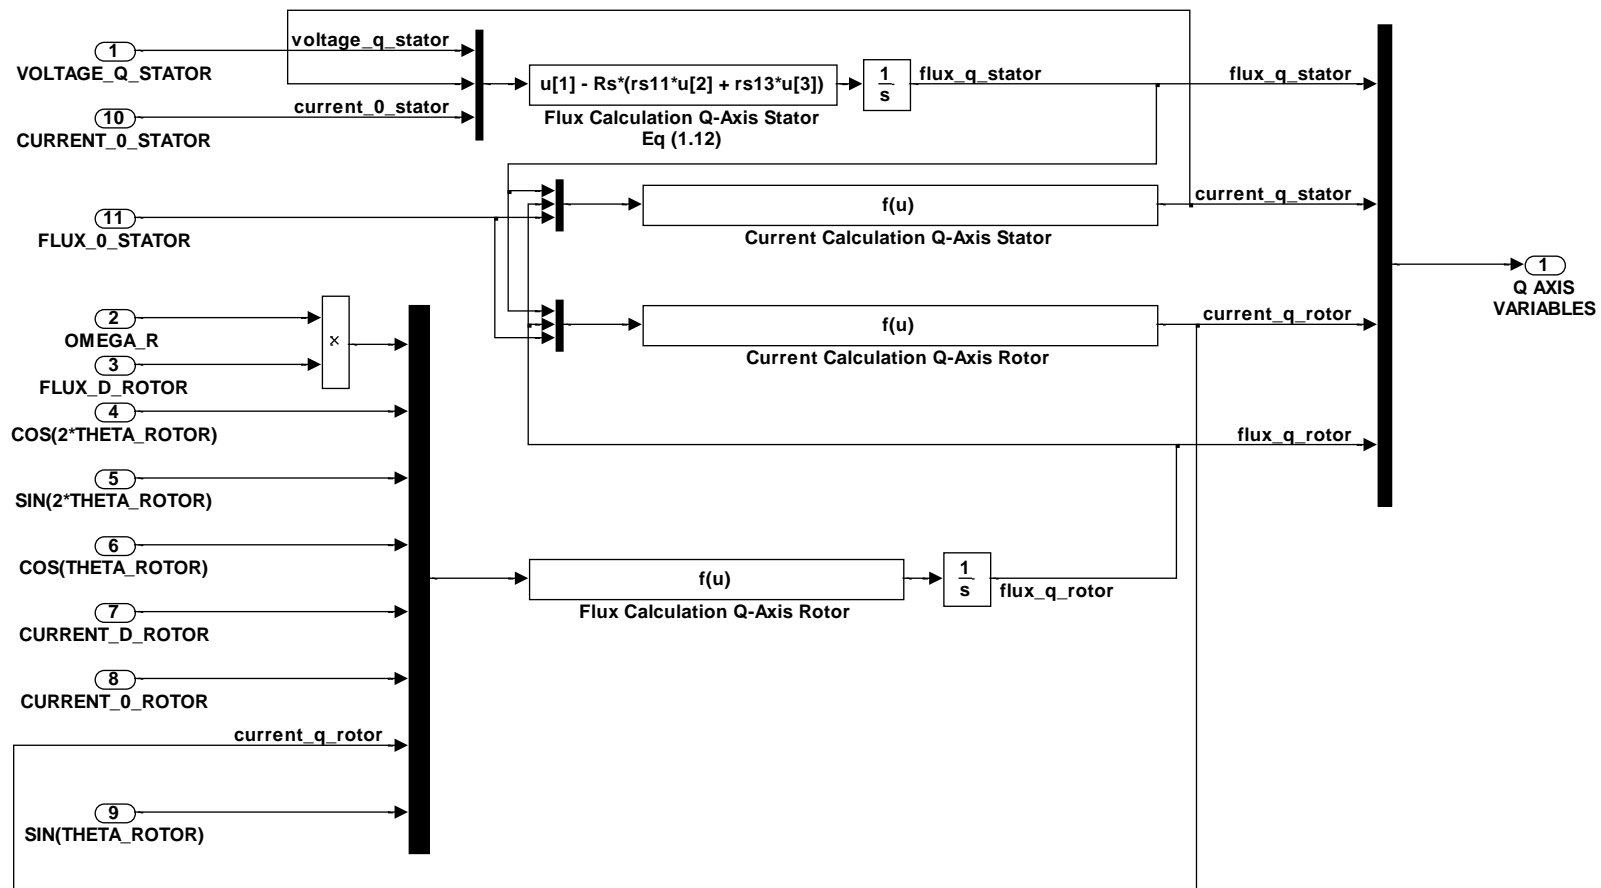 voltage_q_stator
1
VOLTAGE_Q_STATOR
current_0_stator
10
CURRENT_0_STATOR
u[1] - Rs*(rs11*u[2] + rs13*u[3])
Flux Calculation Q-Axis Stator
Eq (1.12)
1
s
flux_q_stator
flux_q_stator
11
FLUX_0_STATOR
f(u)
Current Calculation Q-Axis Stator
current_q_stator
1
Q AXIS
VARIABLES
2
OMEGA_R
3
FLUX_D_ROTOR
×
f(u)
Current Calculation Q-Axis Rotor
current_q_rotor
4
COS(2*THETA_ROTOR)
flux_q_rotor
5
SIN(2*THETA_ROTOR)
6
COS(THETA_ROTOR)
f(u)
Flux Calculation Q-Axis Rotor
1
s
flux_q_rotor
7
CURRENT_D_ROTOR
8
CURRENT_0_ROTOR
current_q_rotor
9
SIN(THETA_ROTOR)